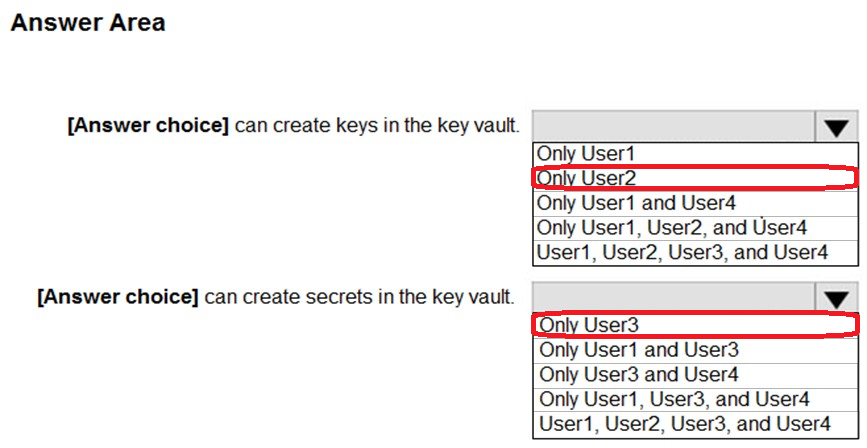 Answer Area
[Answer choice] can create keys in the key vault.
Only User1
Only User2
Only User1 and User4
Only User1, User2, and User4
User1, User2, User3, and User4
[Answer choice] can create secrets in the key vault.
Only User3
Only User1 and User3
Only User3 and User4
Only User1, User3, and User4
User1, User2, User3, and User4